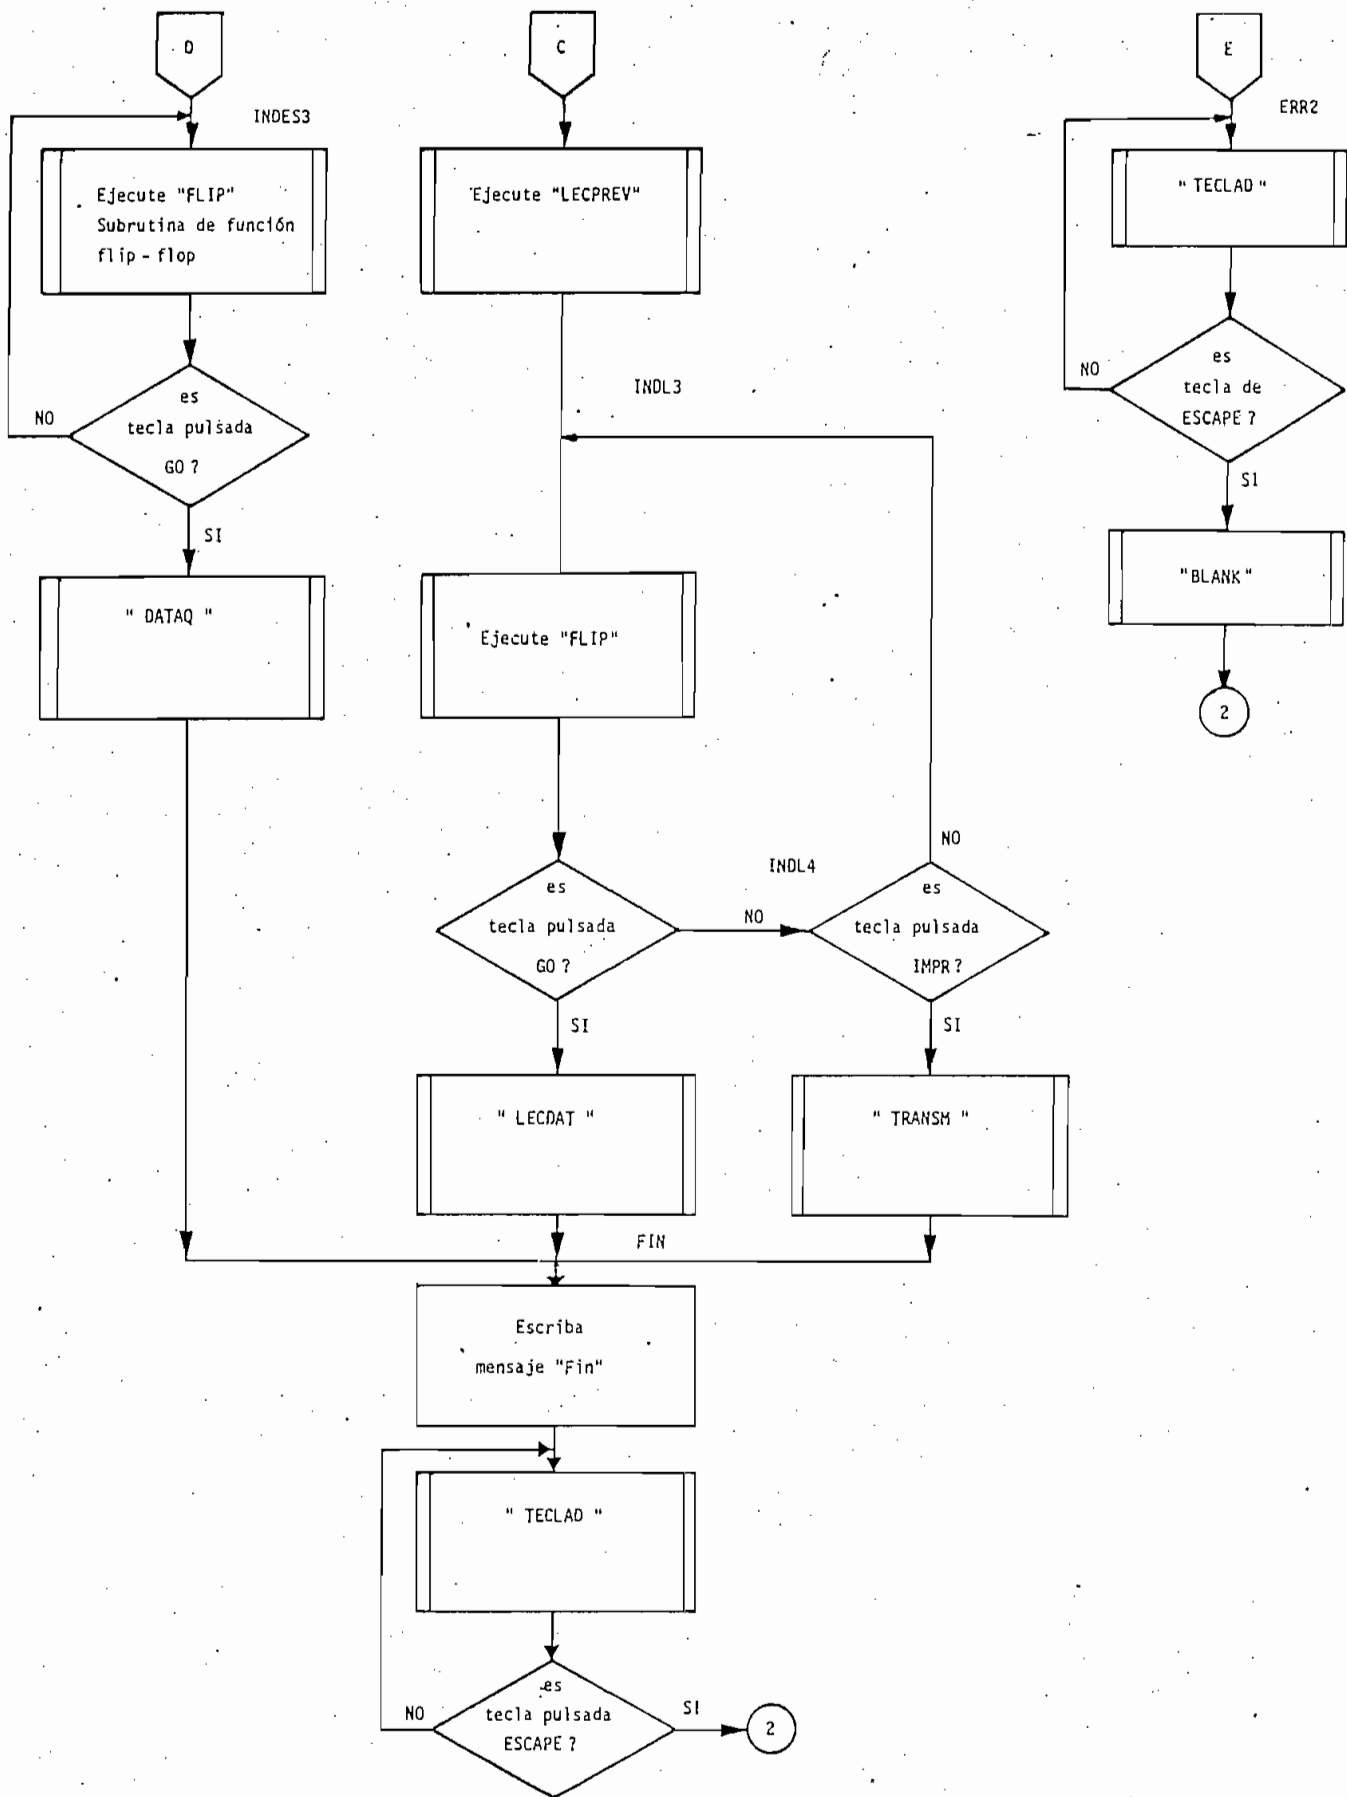 D
INDES3
Ejecute "FLIP"
Subrutina de función
flip - flop
es
tecla pulsada
GO ?
NO
SI
" DATAQ "
C
Ejecute "LECPREV"
INDL3
Ejecute "FLIP"
es
tecla pulsada
GO ?
NO
SI
INDL4
es
tecla pulsada
IMPR ?
NO
SI
" LECDAT "
" TRANSM "
FIN
Escriba
mensaje "Fin"
" TECLAD "
es
tecla pulsada
ESCAPE ?
NO
SI
2
E
ERR2
" TECLAD "
es
tecla de
ESCAPE ?
NO
SI
"BLANK"
2